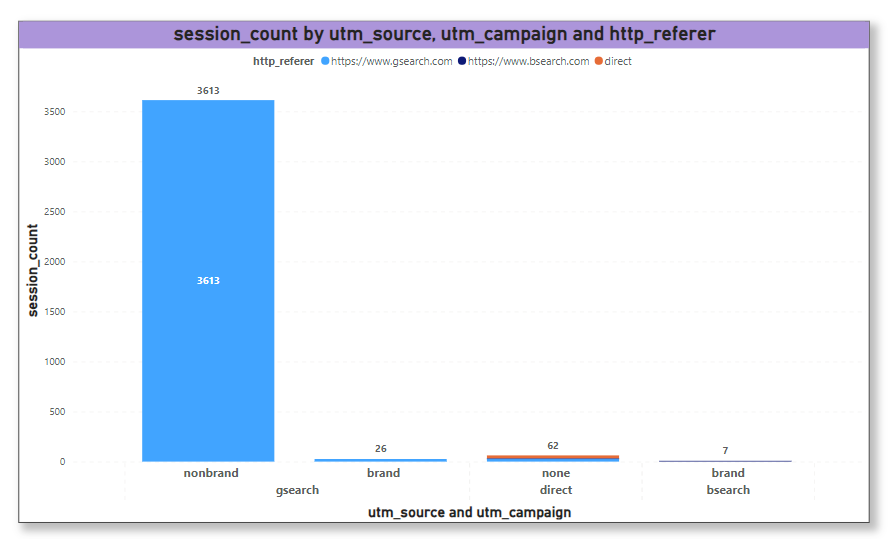 session_count by utm_source, utm_campaign and http_referer
http_referer https://www.gsearch.com https://www.bsearch.com direct
3613
3500
3000
2500
2000
1500
1000
500
0
3613
26
62
7
session_count
nonbrand brand none brand
gsearch direct bsearch
utm_source and utm_campaign